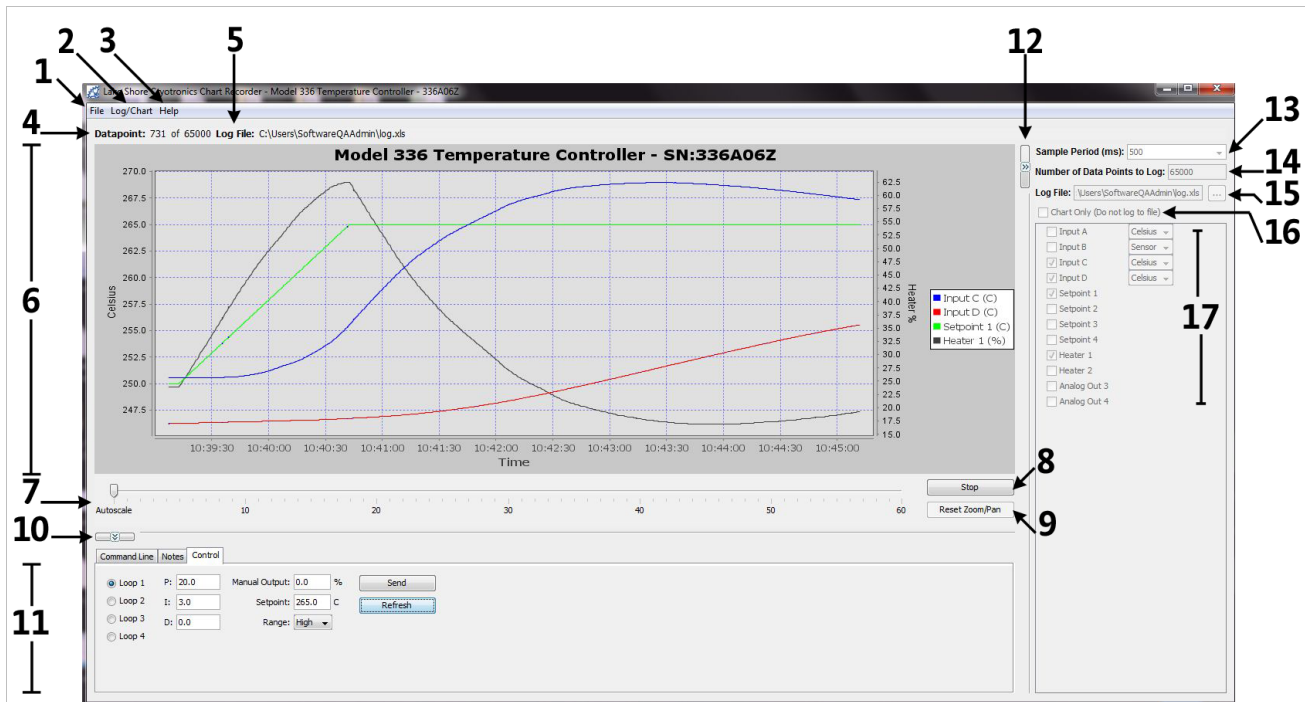 5
12
2
3
1
Lake Shore Cryotronics Chart Recorder - Model 336 Temperature Controller - 336A06Z
File Log/Chart Help
4
Datapoint: 731 of 65000 Log File: C:\Users\SoftwareQAAdmin\log.xls
13
Sample Period (ms): 500
14
Number of Data Points to Log: 65000
15
Log File: \Users\SoftwareQAAdmin\log.xls ...
16
Chart Only (Do not log to file)
Model 336 Temperature Controller - SN:336A06Z
6
Celsius
270.0
267.5
265.0
262.5
260.0
257.5
255.0
252.5
250.0
247.5
62.5
60.0
57.5
55.0
52.5
50.0
47.5
45.0
42.5
40.0
37.5
35.0
32.5
30.0
27.5
25.0
22.5
20.0
17.5
15.0
Heater %
10:39:30 10:40:00 10:40:30 10:41:00 10:41:30 10:42:00 10:42:30 10:43:00 10:43:30 10:44:00 10:44:30 10:45:00
Time
Input C (C)
Input D (C)
Setpoint 1 (C)
Heater 1 (%)
Input A Celsius
Input B Sensor
Input C Celsius
Input D Celsius
Setpoint 1
Setpoint 2
Setpoint 3
Setpoint 4
Heater 1
Heater 2
Analog Out 3
Analog Out 4
17
7
Autoscale 10 20 30 40 50 60
Stop
8
Reset Zoom/Pan
9
10
Command Line Notes Control
11
Loop 1 P: 20.0 Manual Output: 0.0 % Send
Loop 2 I: 3.0 Setpoint: 265.0 C Refresh
Loop 3 D: 0.0 Range: High
Loop 4